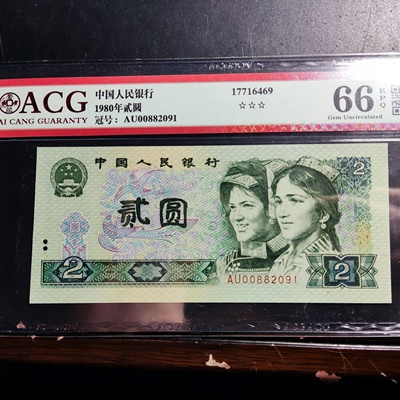 ACG
AI CANG GUARANTY
中国人民银行
1980年贰圆
冠号: AU00882091
17716469
☆☆☆
66 EPQ
Gem Uncirculated
中国人民银行
贰圆
2
2
2
AU00882091